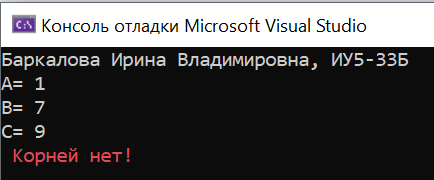 Консоль отладки Microsoft Visual Studio
Баркалова Ирина Владимировна, ИУ5-33Б
A= 1
B= 7
C= 9
Корней нет!